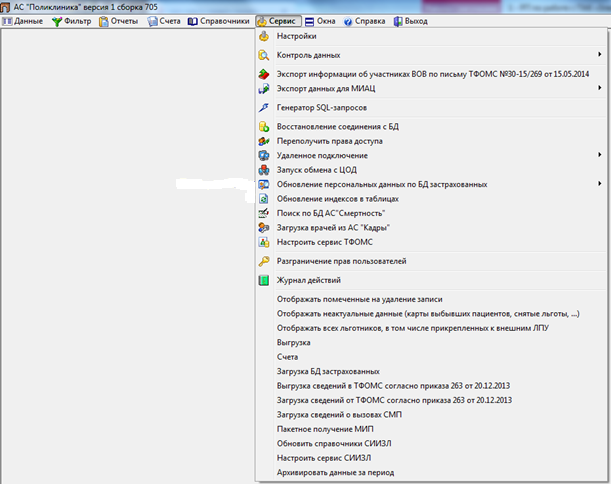 АС "Поликлиника" версия 1 сборка 705
Данные Фильтр Отчеты Счета Справочники Сервис Окна Справка Выход
Настройки
Контроль данных
Экспорт информации об участниках ВОВ по письму ТФОМС №30-15/269 от 15.05.2014
Экспорт данных для МИАЦ
Генератор SQL-запросов
Восстановление соединения с БД
Переполучить права доступа
Удаленное подключение
Запуск обмена с ЦОД
Обновление персональных данных по БД застрахованных
Обновление индексов в таблицах
Поиск по БД АС"Смертность"
Загрузка врачей из АС "Кадры"
Настроить сервис ТФОМС
Разграничение прав пользователей
Журнал действий
Отображать помеченные на удаление записи
Отображать неактуальные данные (карты выбывших пациентов, снятые льготы, ...)
Отображать всех льготников, в том числе прикрепленных к внешним ЛПУ
Выгрузка
Счета
Загрузка БД застрахованных
Выгрузка сведений в ТФОМС согласно приказа 263 от 20.12.2013
Загрузка сведений от ТФОМС согласно приказа 263 от 20.12.2013
Загрузка сведений о вызовах СМП
Пакетное получение МИП
Обновить справочники СИИЗЛ
Настроить сервис СИИЗЛ
Архивировать данные за период